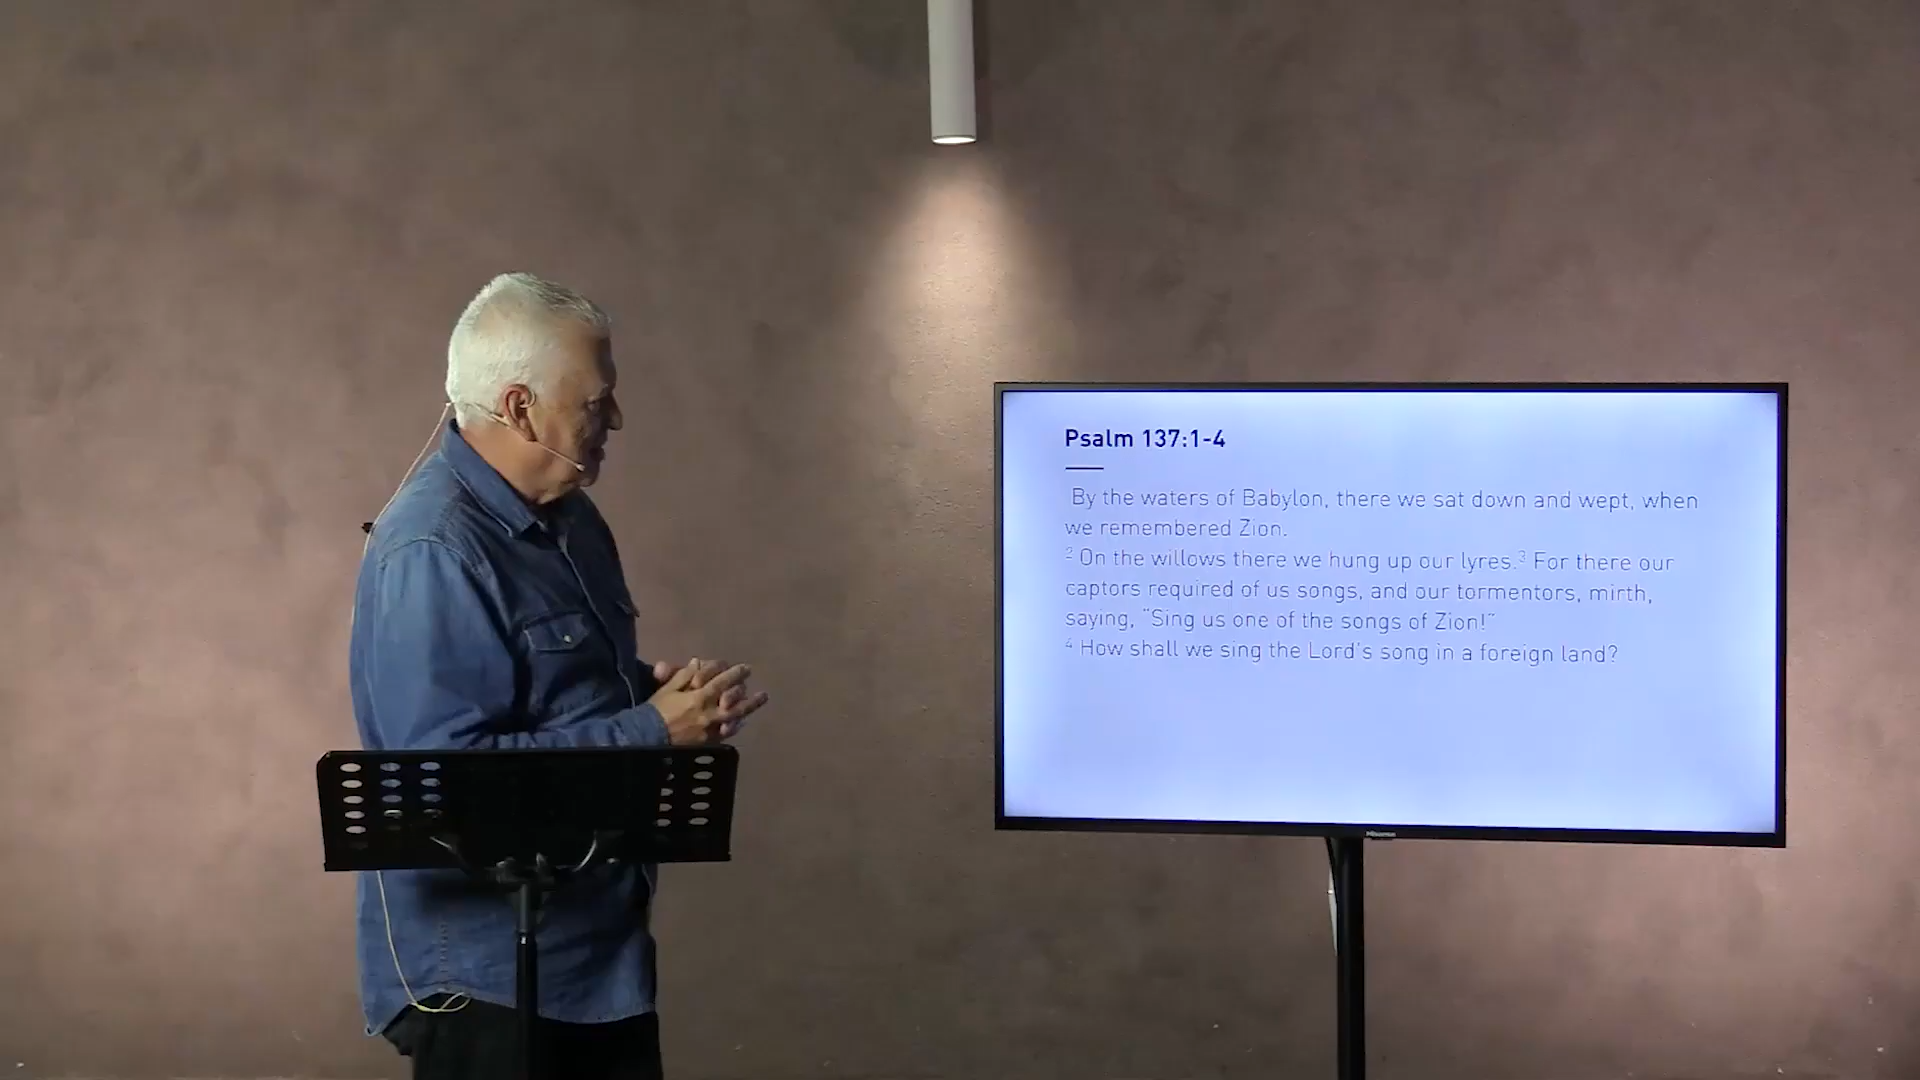 Psalm 137:1-4
By the waters of Babylon, there we sat down and wept, when
we remembered Zion.
² On the willows there we hung up our lyres.³ For there our
captors required of us songs, and our tormentors, mirth,
saying, "Sing us one of the songs of Zion!"
⁴ How shall we sing the Lord's song in a foreign land?
Hisense